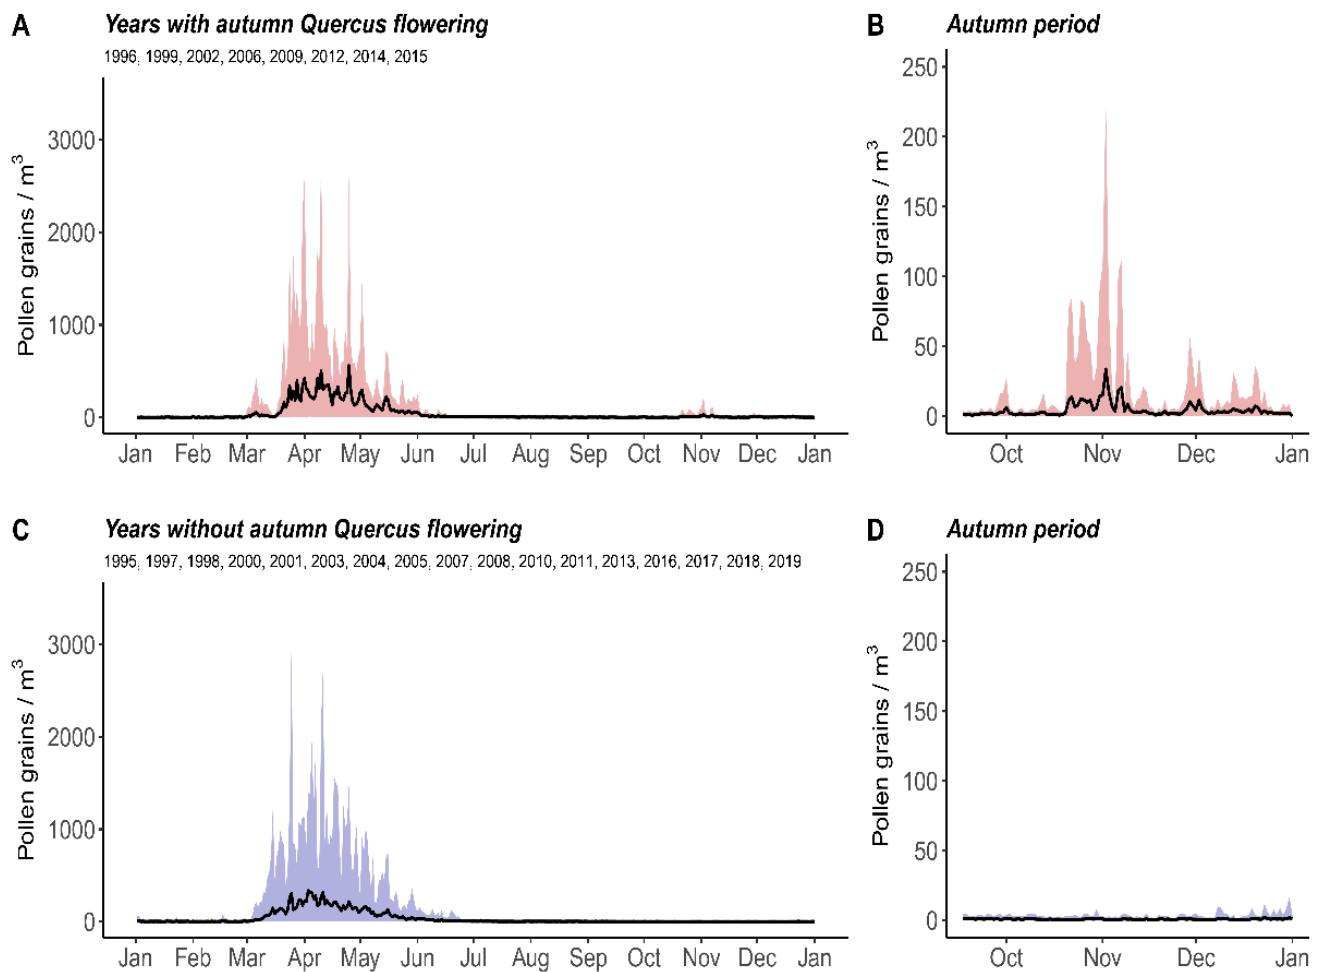 A
Years with autumn Quercus flowering
1996, 1999, 2002, 2006, 2009, 2012, 2014, 2015
Pollen grains / m³
3000
2000
1000
0
Jan Feb Mar Apr May Jun Jul Aug Sep Oct Nov Dec Jan
B
Autumn period
Pollen grains / m³
250
200
150
100
50
0
Oct Nov Dec Jan
C
Years without autumn Quercus flowering
1995, 1997, 1998, 2000, 2001, 2003, 2004, 2005, 2007, 2008, 2010, 2011, 2013, 2016, 2017, 2018, 2019
Pollen grains / m³
3000
2000
1000
0
Jan Feb Mar Apr May Jun Jul Aug Sep Oct Nov Dec Jan
D
Autumn period
Pollen grains / m³
250
200
150
100
50
0
Oct Nov Dec Jan